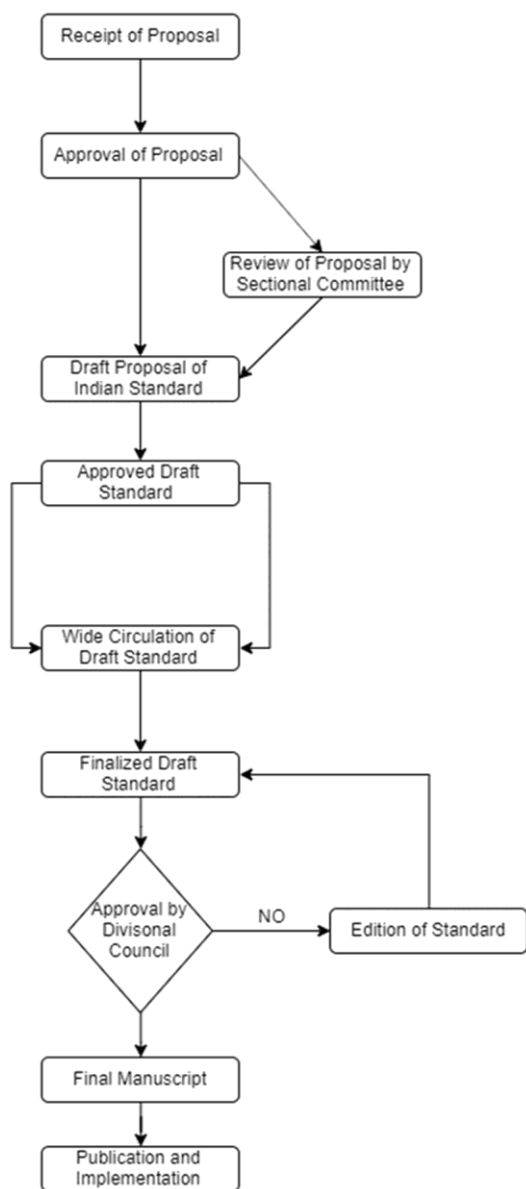 Receipt of Proposal
Approval of Proposal
Review of Proposal by
Sectional Committee
Draft Proposal of
Indian Standard
Approved Draft
Standard
Wide Circulation of
Draft Standard
Finalized Draft
Standard
Approval by
Divisonal
Council
NO
Edition of Standard
Final Manuscript
Publication and
Implementation